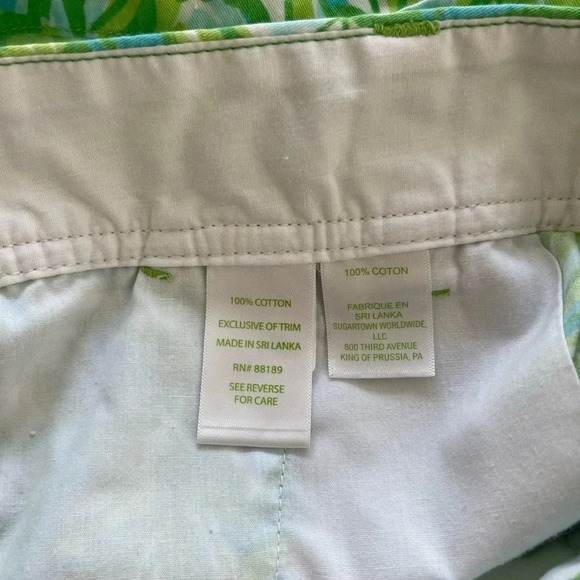 100% COTTON
EXCLUSIVE OF TRIM
MADE IN SRI LANKA
RN# 88189
SEE REVERSE
FOR CARE
100% COTON
FABRIQUE EN
SRI LANKA
SUGARTOWN WORLDWIDE,
LLC
800 THIRD AVENUE
KING OF PRUSSIA, PA